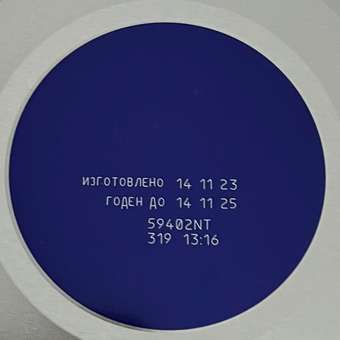 ИЗГОТОВЛЕНО 14 11 23
ГОДЕН ДО 14 11 25
59402NT
319 13:16